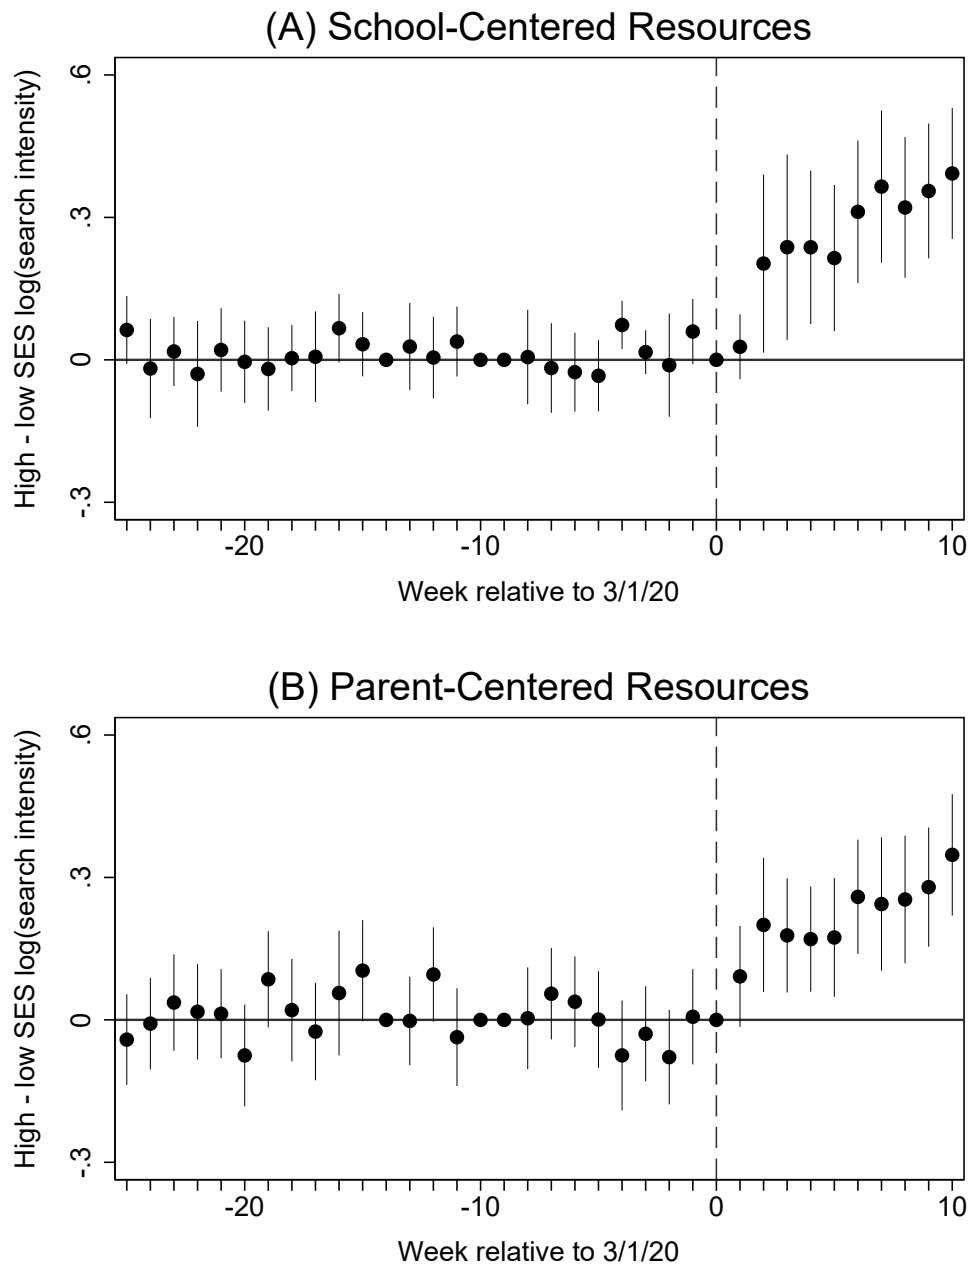 (A) School-Centered Resources
High - low SES log(search intensity)
.6
.3
0
-.3
-20
-10
0
10
Week relative to 3/1/20
(B) Parent-Centered Resources
High - low SES log(search intensity)
.6
.3
0
-.3
-20
-10
0
10
Week relative to 3/1/20